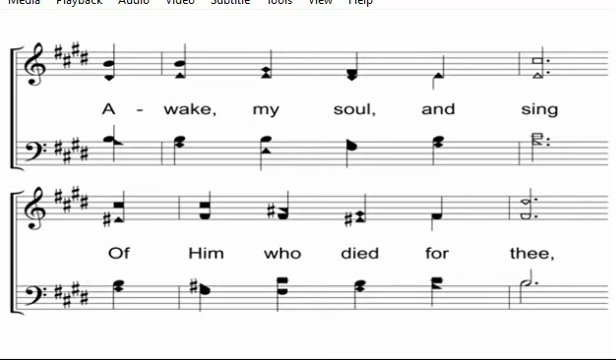 Media Playback Audio Video Subtitle Tools View Help
A - wake, my soul, and sing
Of Him who died for thee,